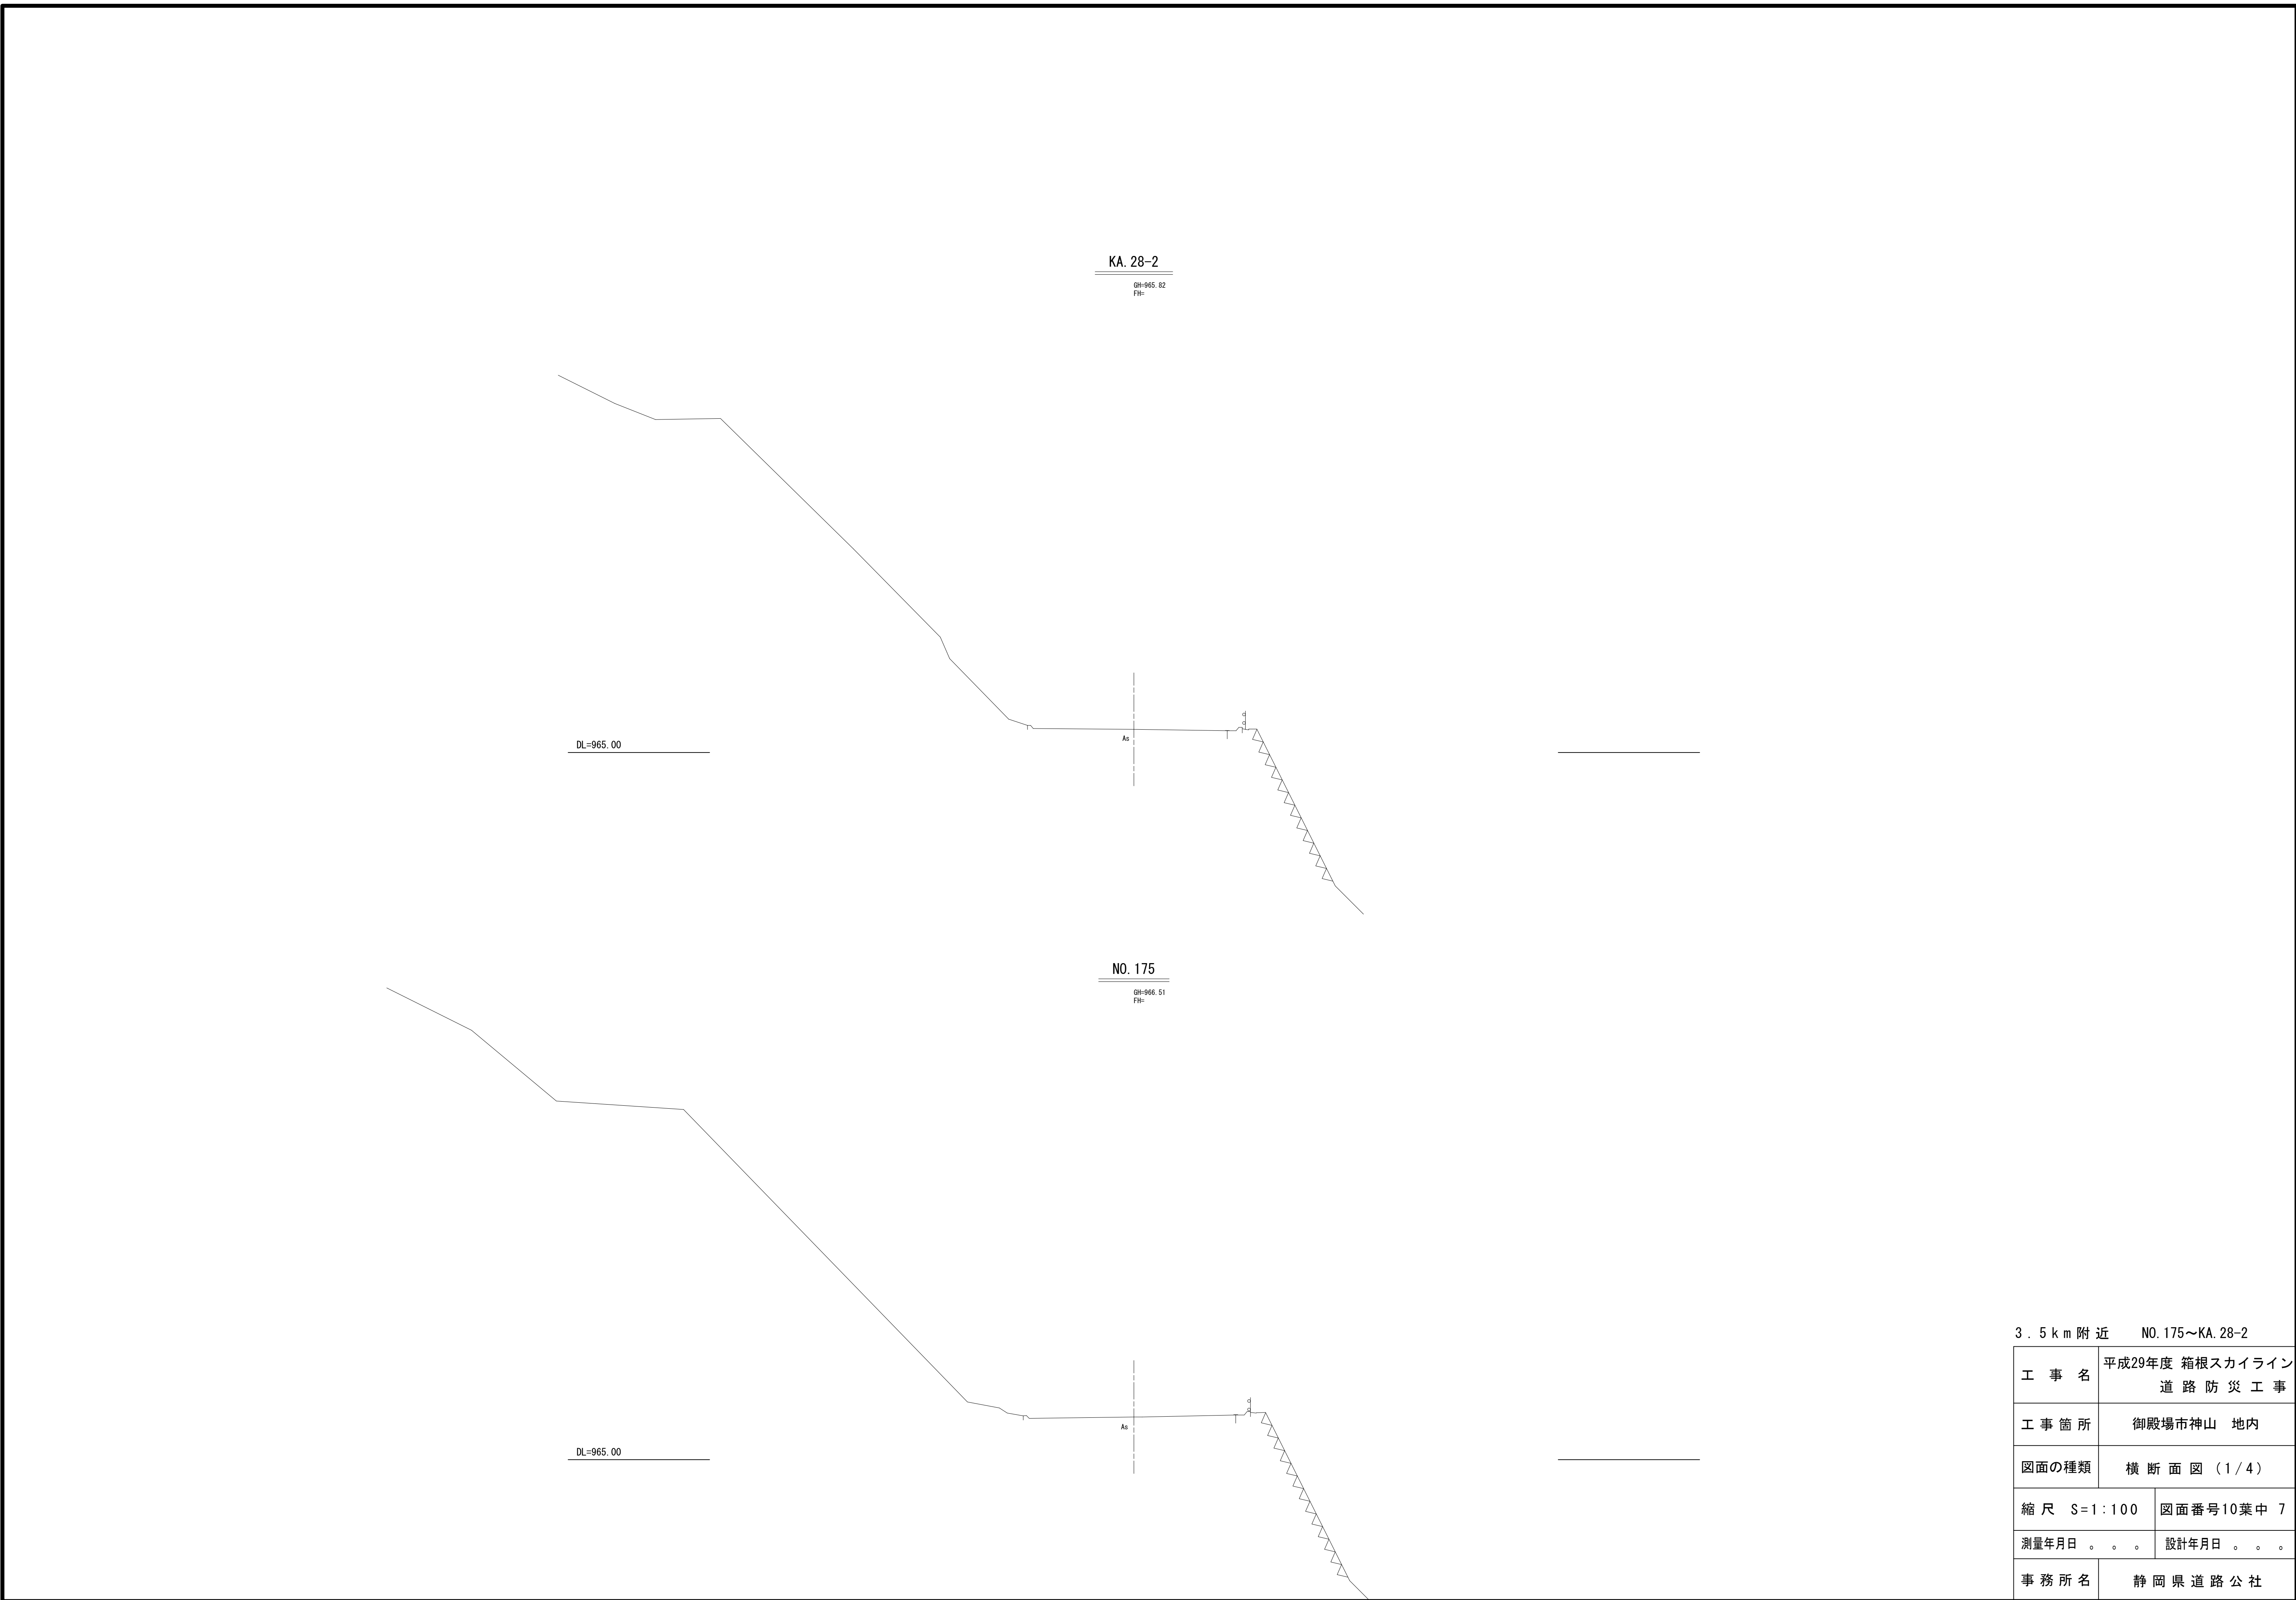 KA.28-2
GH=965.82
FH=
As
DL=965.00
NO.175
GH=966.51
FH=
As
DL=965.00
3.5km附近 NO.175〜KA.28-2
工事名 平成29年度 箱根スカイライン
道路防災工事
工事箇所 御殿場市神山 地内
図面の種類 横断面図(1/4)
縮尺 S=1:100 図面番号10葉中 7
測量年月日 。 。 。 設計年月日 。 。 。
事務所名 静岡県道路公社